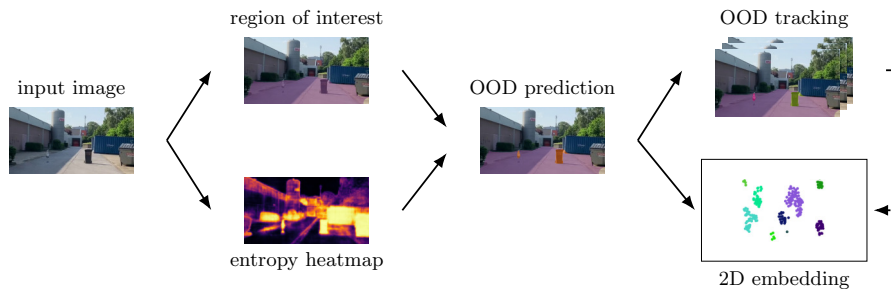 region of interest
OOD tracking
input image
OOD prediction
entropy heatmap
2D embedding